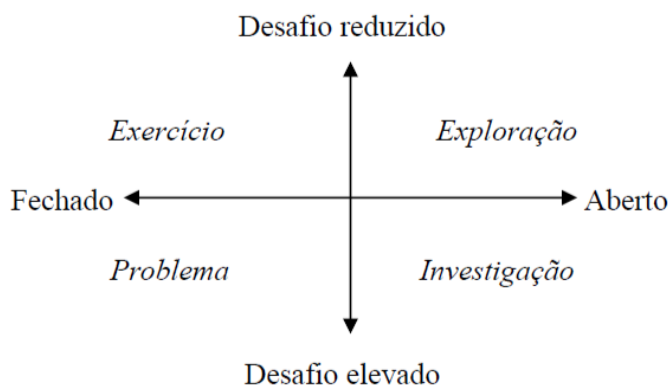 Desafio reduzido
Exercício
Exploração
Fechado
Aberto
Problema
Investigação
Desafio elevado